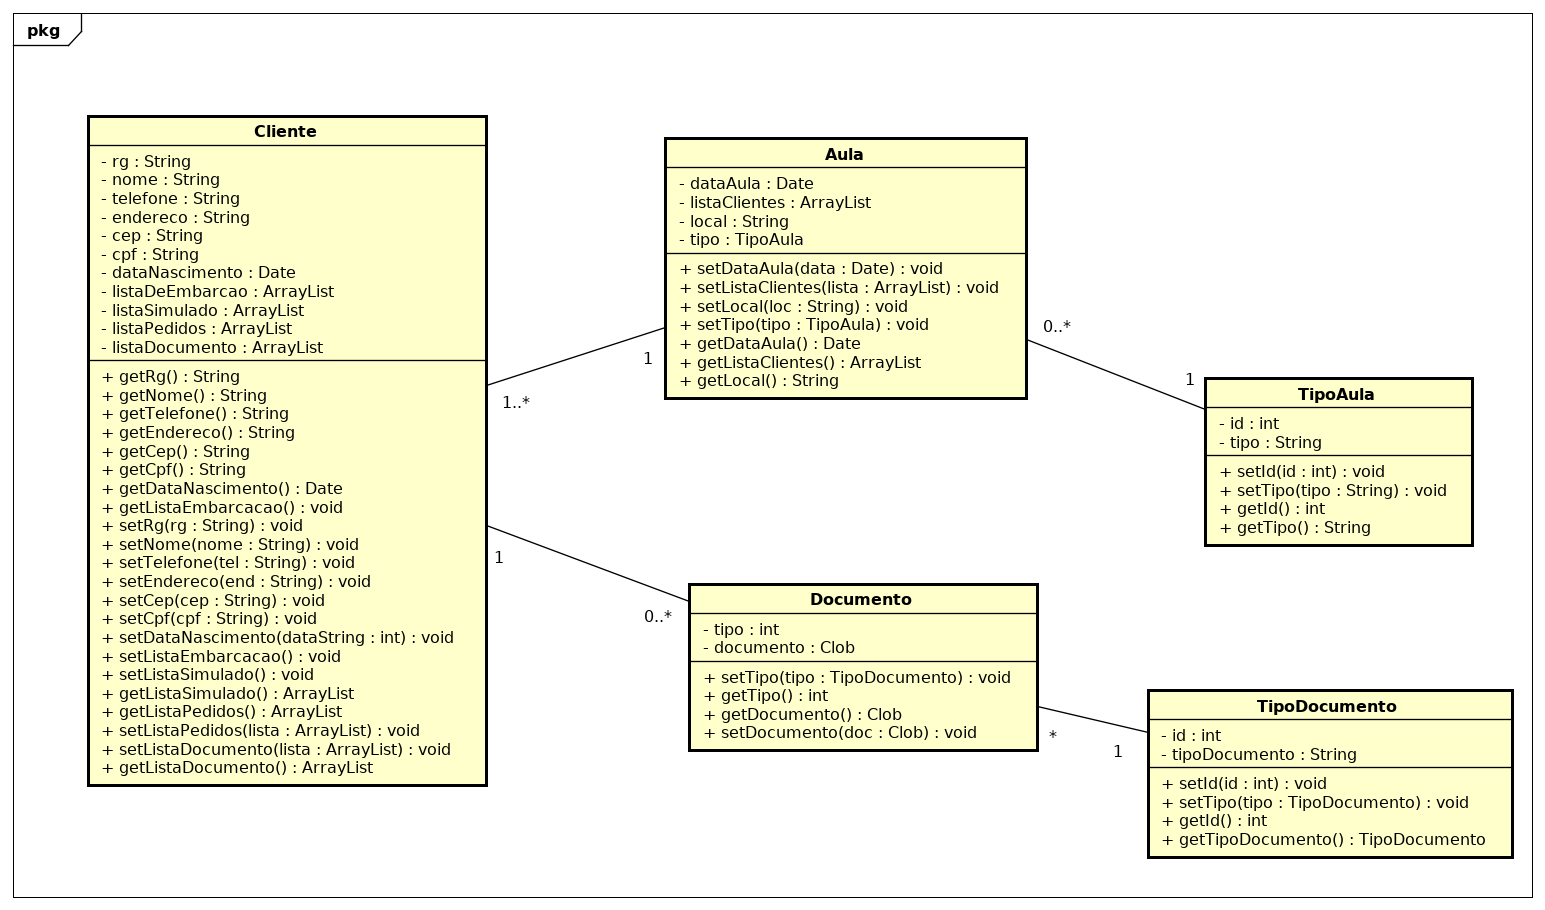 pkg
Cliente
- rg : String
- nome : String
- telefone : String
- endereco : String
- cep : String
- cpf : String
- dataNascimento : Date
- listaDeEmbarcao : ArrayList
- listaSimulado : ArrayList
- listaPedidos : ArrayList
- listaDocumento : ArrayList
+ getRg() : String
+ getNome() : String
+ getTelefone() : String
+ getEndereco() : String
+ getCep() : String
+ getCpf() : String
+ getDataNascimento() : Date
+ getListaEmbarcacao() : void
+ setRg(rg : String) : void
+ setNome(nome : String) : void
+ setTelefone(tel : String) : void
+ setEndereco(end : String) : void
+ setCep(cep : String) : void
+ setCpf(cpf : String) : void
+ setDataNascimento(dataString : int) : void
+ setListaEmbarcacao() : void
+ setListaSimulado() : void
+ getListaSimulado() : ArrayList
+ getListaPedidos() : ArrayList
+ setListaPedidos(lista : ArrayList) : void
+ setListaDocumento(lista : ArrayList) : void
+ getListaDocumento() : ArrayList
1..*
1
Aula
- dataAula : Date
- listaClientes : ArrayList
- local : String
- tipo : TipoAula
+ setDataAula(data : Date) : void
+ setListaClientes(lista : ArrayList) : void
+ setLocal(loc : String) : void
+ setTipo(tipo : TipoAula) : void
+ getDataAula() : Date
+ getListaClientes() : ArrayList
+ getLocal() : String
0..*
1
TipoAula
- id : int
- tipo : String
+ setId(id : int) : void
+ setTipo(tipo : String) : void
+ getId() : int
+ getTipo() : String
1
0..*
Documento
- tipo : int
- documento : Clob
+ setTipo(tipo : TipoDocumento) : void
+ getTipo() : int
+ getDocumento() : Clob
+ setDocumento(doc : Clob) : void
*
1
TipoDocumento
- id : int
- tipoDocumento : String
+ setId(id : int) : void
+ setTipo(tipo : TipoDocumento) : void
+ getId() : int
+ getTipoDocumento() : TipoDocumento